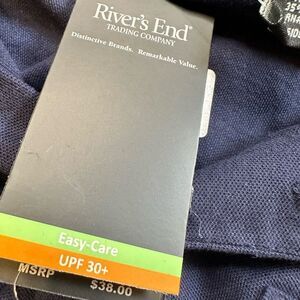 River's End®
TRADING COMPANY
Distinctive Brands. Remarkable Value.
Easy-Care
UPF 30+
MSRP
$38.00